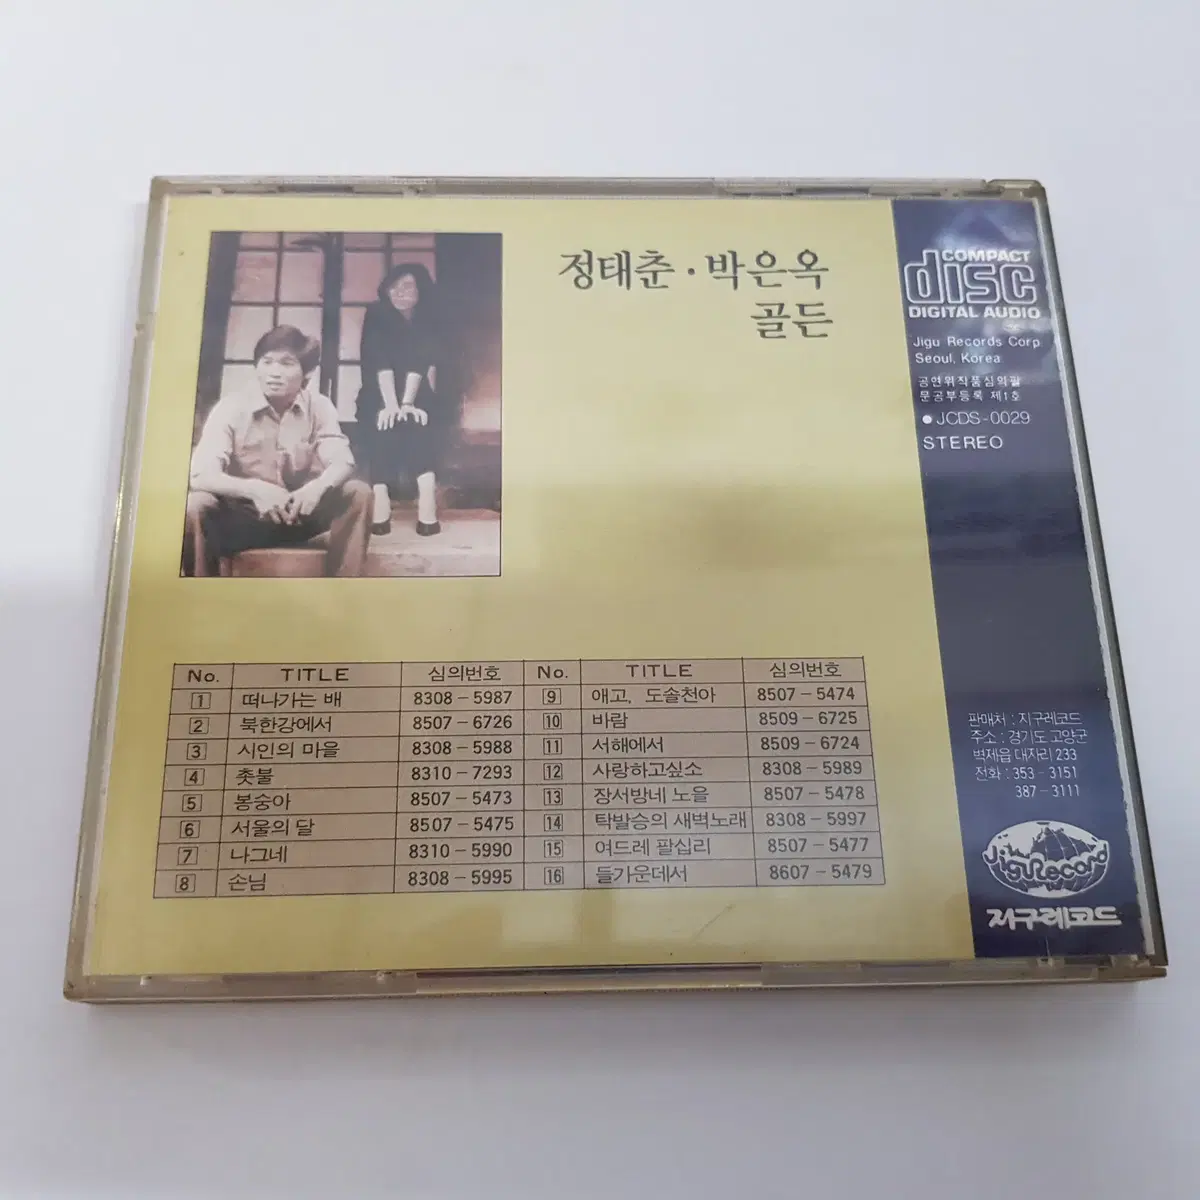 정태춘 · 박은옥
골든
COMPACT
disc
DIGITAL AUDIO
Jigu Records Corp
Seoul, Korea
공연위작품심의필
문공부등록 제1호
● JCDS-0029
STEREO
No. TITLE 심의번호 No. TITLE 심의번호
1 떠나가는 배 8308-5987 9 애고, 도솔천아 8507-5474
2 북한강에서 8507-6726 10 바람 8509-6725
3 시인의 마을 8308-5988 11 서해에서 8509-6724
4 촛불 8310-7293 12 사랑하고싶소 8308-5989
5 봉숭아 8507-5473 13 장서방네 노을 8507-5478
6 서울의 달 8507-5475 14 탁발승의 새벽노래 8308-5997
7 나그네 8310-5990 15 여드레 팔십리 8507-5477
8 손님 8308-5995 16 들가운데서 8607-5479
판매처 : 지구레코드
주소 : 경기도 고양군
벽제읍 대자리 233
전화 : 353-3151
387-3111
Jigu Record
지구레코드